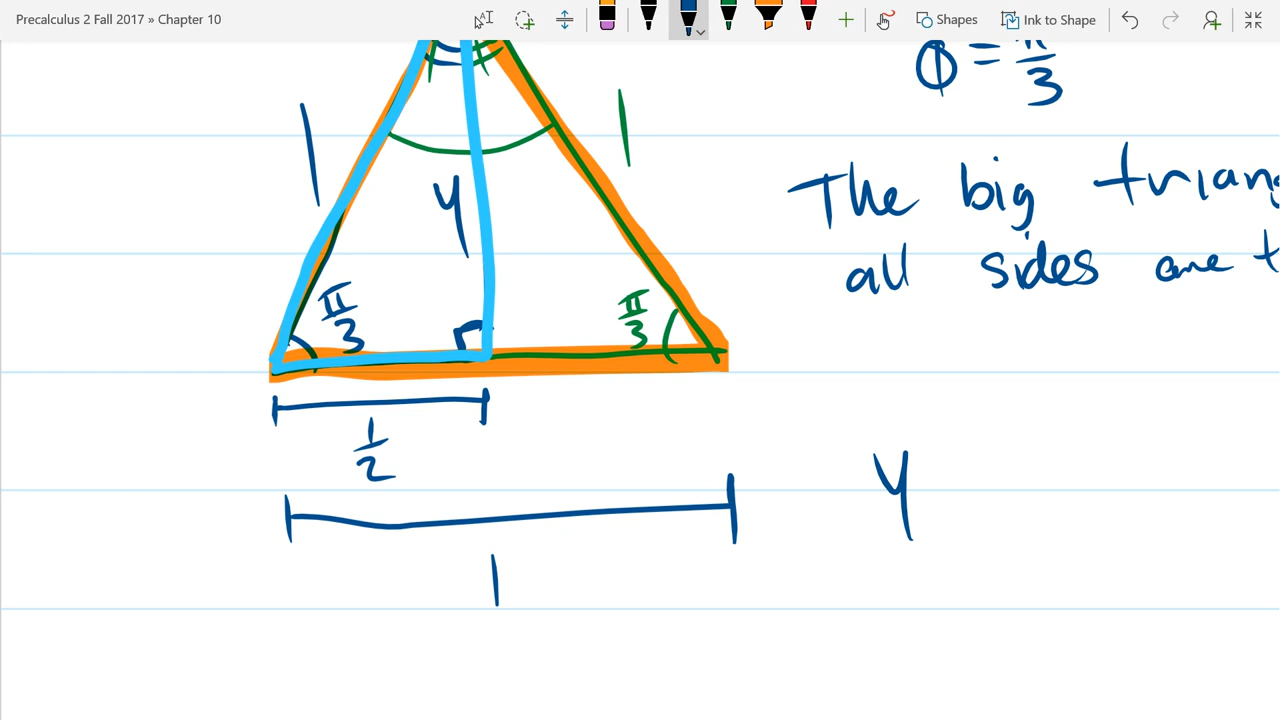 Precalculus 2 Fall 2017 » Chapter 10
Shapes
Ink to Shape
θ = π/3
1
1
y
The big
all sides are
π/3
π/3
1/2
y
1